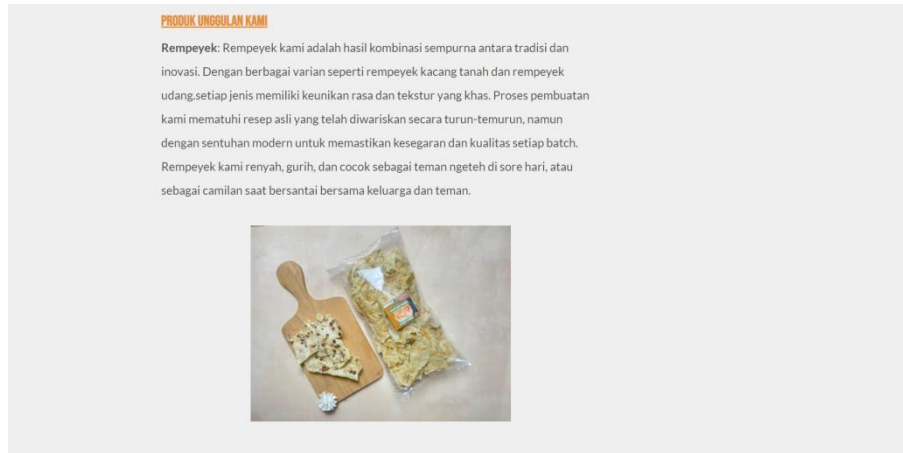 PRODUK UNGGULAN KAMI
Rempeyek: Rempeyek kami adalah hasil kombinasi sempurna antara tradisi dan
inovasi. Dengan berbagai varian seperti rempeyek kacang tanah dan rempeyek
udang.setiap jenis memiliki keunikan rasa dan tekstur yang khas. Proses pembuatan
kami mematuhi resep asli yang telah diwariskan secara turun-temurun, namun
dengan sentuhan modern untuk memastikan kesegaran dan kualitas setiap batch.
Rempeyek kami renyah, gurih, dan cocok sebagai teman ngeteh di sore hari, atau
sebagai camilan saat bersantai bersama keluarga dan teman.